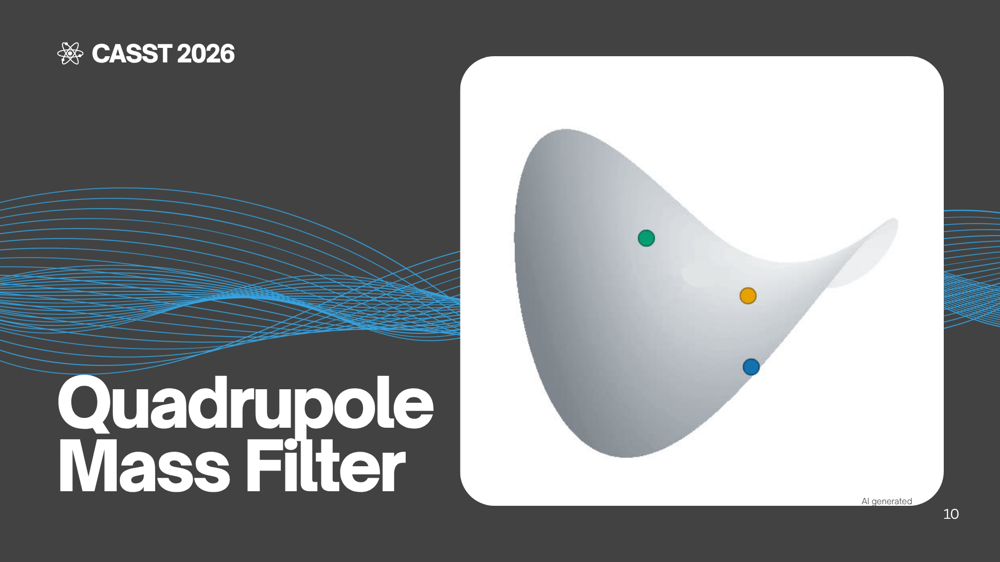 CASST 2026
Quadrupole
Mass Filter
AI generated
10